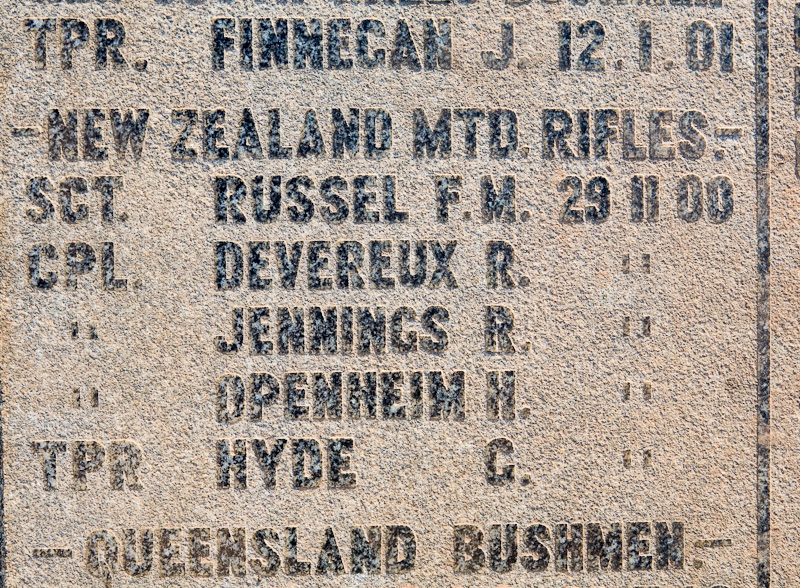 TPR. FINNEGAN J. 12.1.01
-NEW ZEALAND MTD. RIFLES.-
SCT. RUSSEL F.M. 29 11 00
CPL. DEVEREUX R. "
" JENNINGS R. "
" OPENHEIM H. "
TPR HYDE C. "
-QUEENSLAND BUSHMEN.-